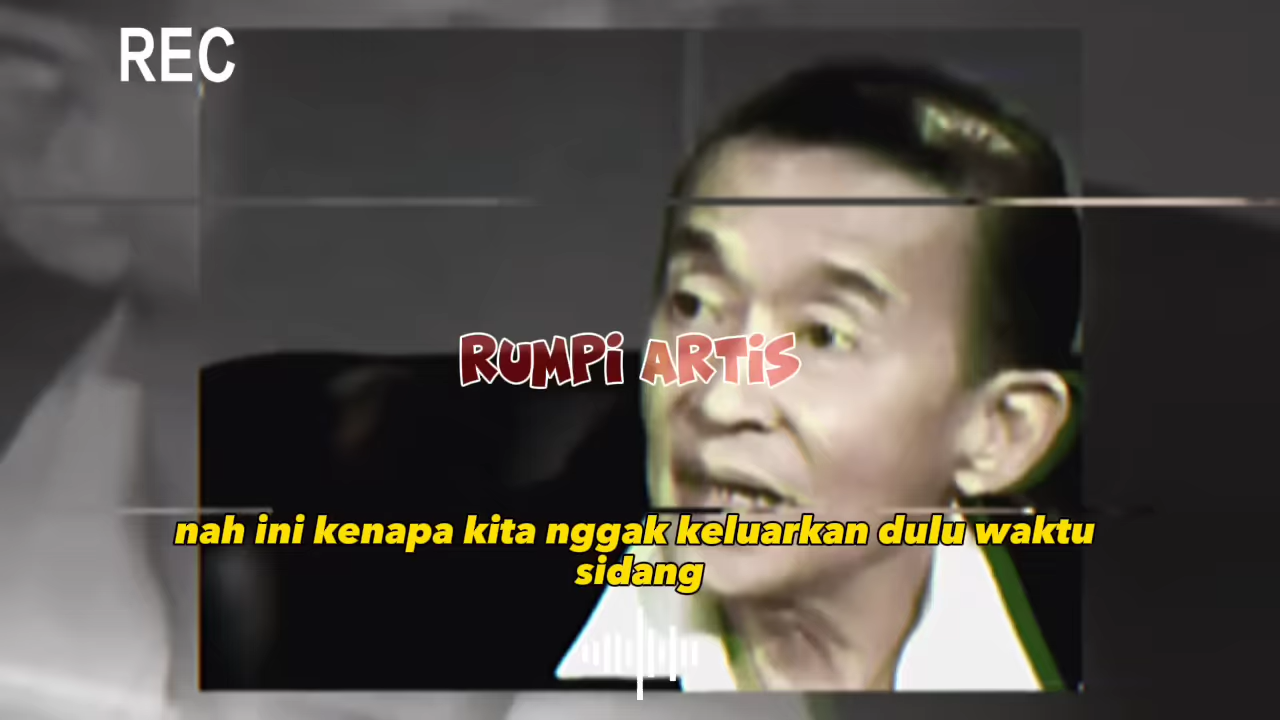 REC
RUMPi ARTiS
nah ini kenapa kita nggak keluarkan dulu waktu
sidang